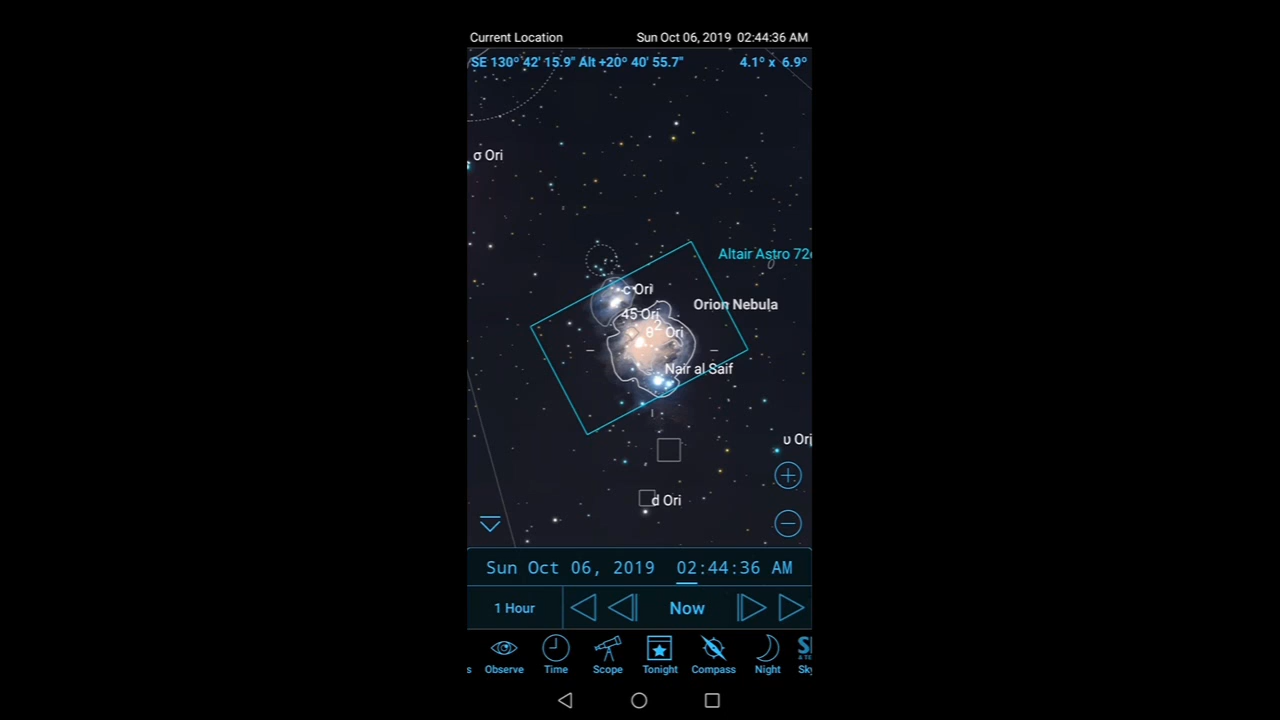 Current Location Sun Oct 06, 2019 02:44:36 AM
SE 130° 42' 15.9" Alt +20° 40' 55.7" 4.1° x 6.9°
σ Ori
Altair Astro 72
c Ori
Orion Nebula
45 Ori
θ² Ori
Nair al Saif
υ Ori
d Ori
Sun Oct 06, 2019 02:44:36 AM
1 Hour Now
s Observe Time Scope Tonight Compass Night Sky